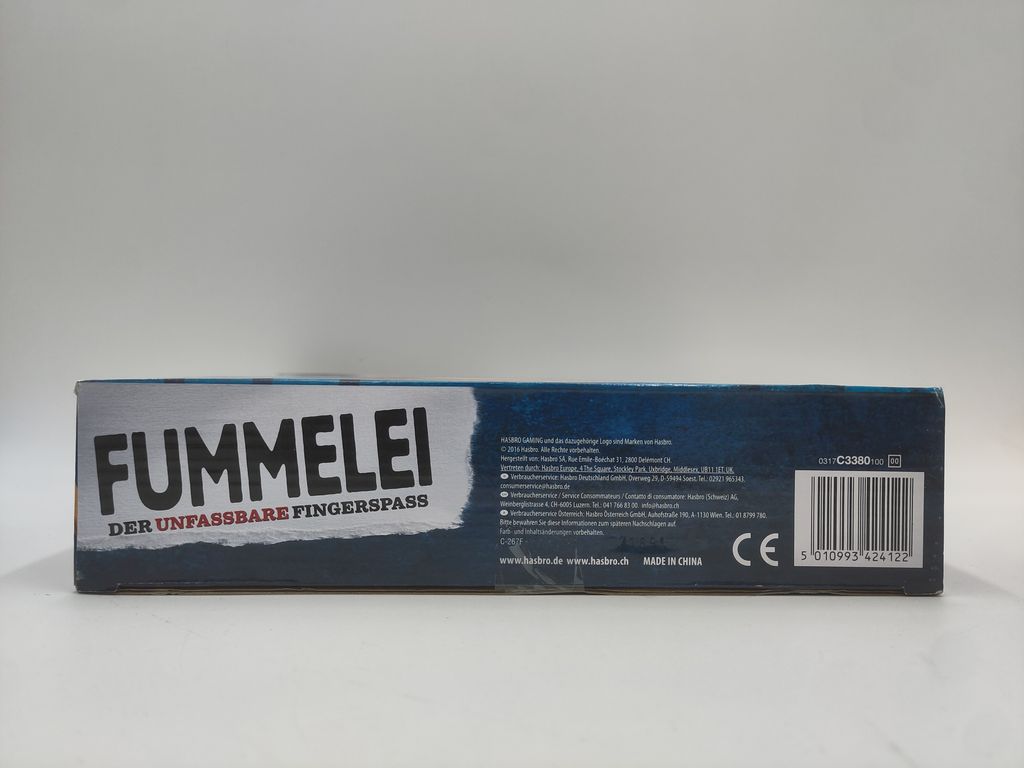 FUMMELEI
DER UNFASSBARE FINGERSPASS
HASBRO GAMING und das dazugehörige Logo sind Marken von Hasbro.
© 2016 Hasbro. Alle Rechte vorbehalten.
Hergestellt von: Hasbro SA, Rue Emile-Boéchat 31, 2800 Delémont CH.
Vertreten durch: Hasbro Europe, 4 The Square, Stockley Park, Uxbridge, Middlesex, UB11 1ET, UK.
Verbraucherservice: Hasbro Deutschland GmbH, Overweg 29, D-59494 Soest. Tel.: 02921 965343.
consumerservice@hasbro.de
Verbraucherservice / Service Consommateurs / Contatto di consumatore: Hasbro (Schweiz) AG,
Weinberglistrasse 4, CH-6005 Luzern. Tel.: 041 766 83 00. info@hasbro.ch
Verbraucherservice Österreich: Hasbro Österreich GmbH, Auhofstraße 190, A-1130 Wien. Tel.: 01 8799 780.
Bitte bewahren Sie diese Informationen zum späteren Nachschlagen auf.
Farb- und Inhaltsänderungen vorbehalten.
C-267F
www.hasbro.de www.hasbro.ch MADE IN CHINA
CE
0317C3380100 00
5 010993 424122